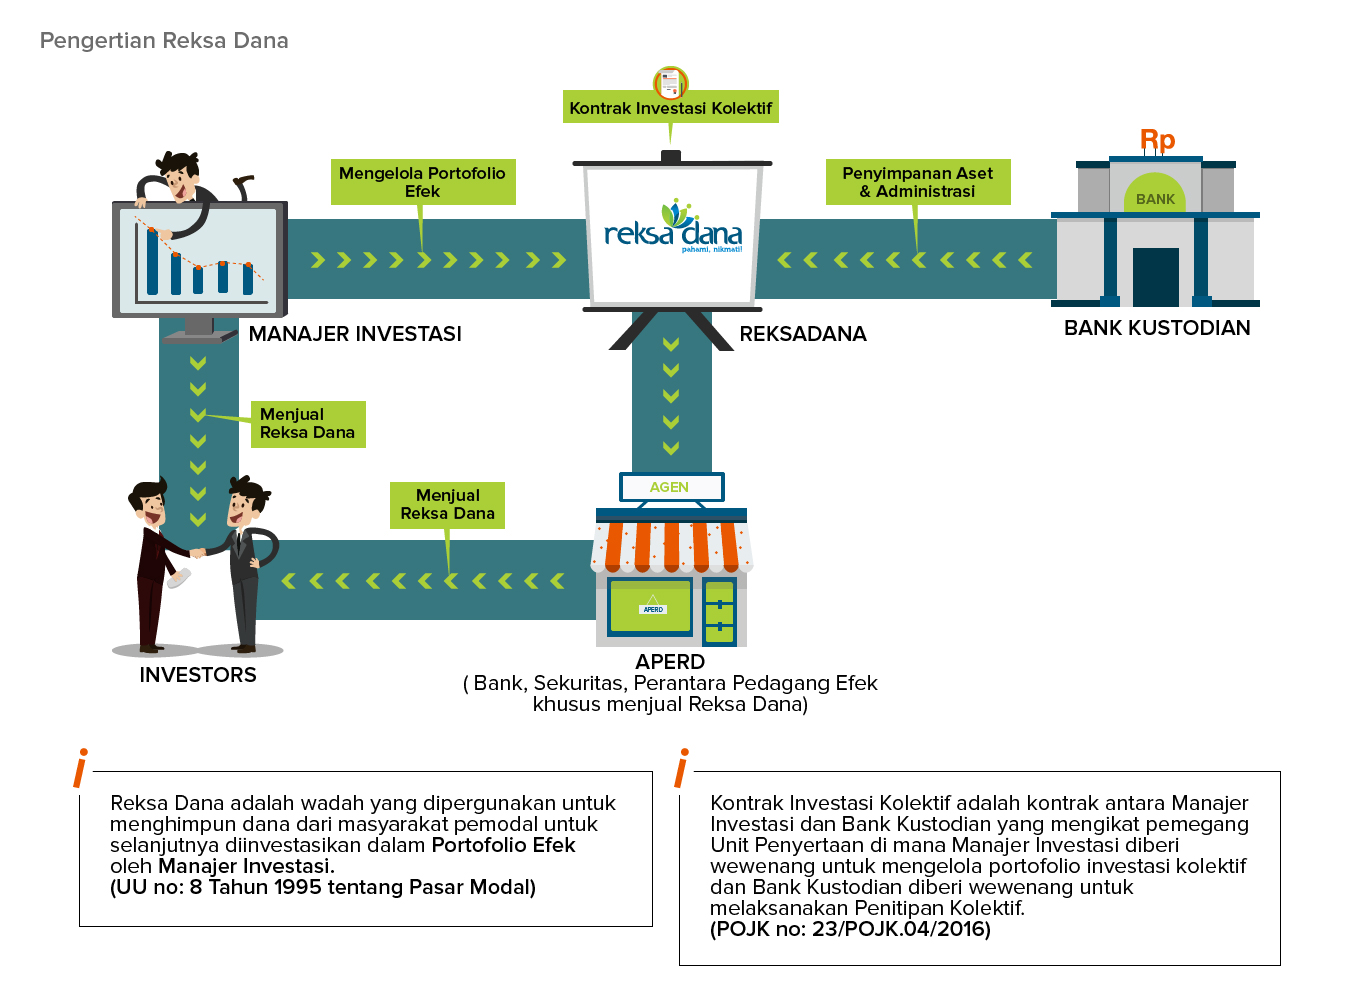 Pengertian Reksa Dana
Kontrak Investasi Kolektif
Mengelola Portofolio
Efek
Penyimpanan Aset
& Administrasi
Rp
BANK
reksa dana
pahami, nikmati!
MANAJER INVESTASI
REKSADANA
BANK KUSTODIAN
Menjual
Reksa Dana
Menjual
Reksa Dana
AGEN
APERD
INVESTORS
APERD
( Bank, Sekuritas, Perantara Pedagang Efek
khusus menjual Reksa Dana)
i
Reksa Dana adalah wadah yang dipergunakan untuk
menghimpun dana dari masyarakat pemodal untuk
selanjutnya diinvestasikan dalam Portofolio Efek
oleh Manajer Investasi.
(UU no: 8 Tahun 1995 tentang Pasar Modal)
i
Kontrak Investasi Kolektif adalah kontrak antara Manajer
Investasi dan Bank Kustodian yang mengikat pemegang
Unit Penyertaan di mana Manajer Investasi diberi
wewenang untuk mengelola portofolio investasi kolektif
dan Bank Kustodian diberi wewenang untuk
melaksanakan Penitipan Kolektif.
(POJK no: 23/POJK.04/2016)